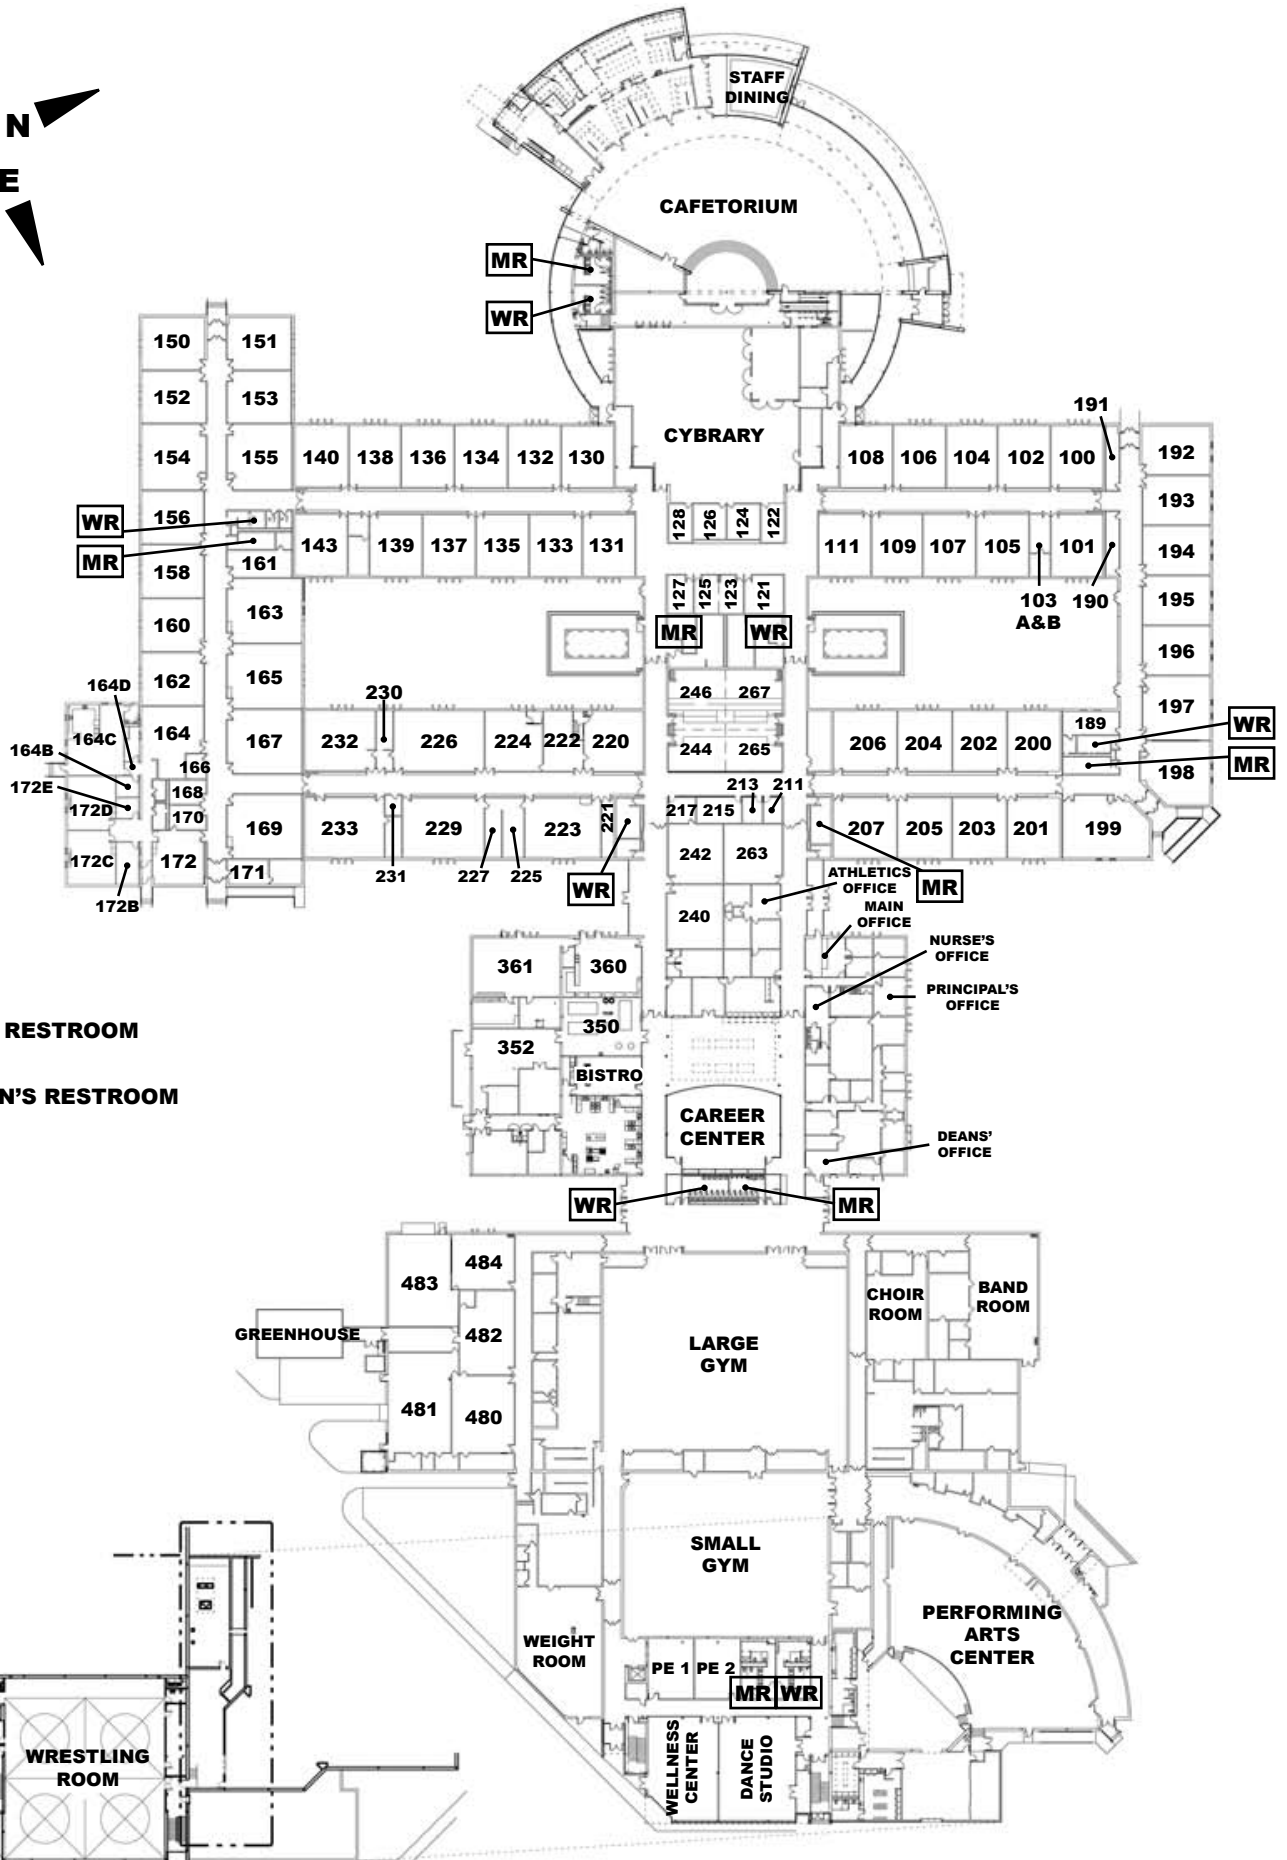 STAFF
DINING
N
E
CAFETORIUM
MR
WR
150
151
152
153
191
154
155
140
138
136
134
132
130
CYBRARY
108
106
104
102
100
192
193
WR
156
128
126
124
122
MR
143
139
137
135
133
131
111
109
107
105
101
194
161
158
127
125
123
121
103
A&B
190
195
160
163
MR
WR
196
162
165
164D
230
246
267
197
189
WR
164C
164
167
232
226
224
222
220
244
265
206
204
202
200
MR
164B
166
198
172E
168
213
211
172D
170
169
233
229
223
221
217
215
207
205
203
201
199
172C
172
171
231
227
225
WR
242
263
ATHLETICS
OFFICE
MR
172B
240
MAIN
OFFICE
NURSE'S
OFFICE
361
360
PRINCIPAL'S
OFFICE
RESTROOM
350
352
BISTRO
N'S RESTROOM
CAREER
CENTER
DEANS'
OFFICE
WR
MR
484
483
CHOIR
ROOM
BAND
ROOM
GREENHOUSE
482
LARGE
GYM
481
480
SMALL
GYM
PERFORMING
ARTS
CENTER
WEIGHT
ROOM
PE 1
PE 2
MR
WR
WRESTLING
ROOM
WELLNESS
CENTER
DANCE
STUDIO